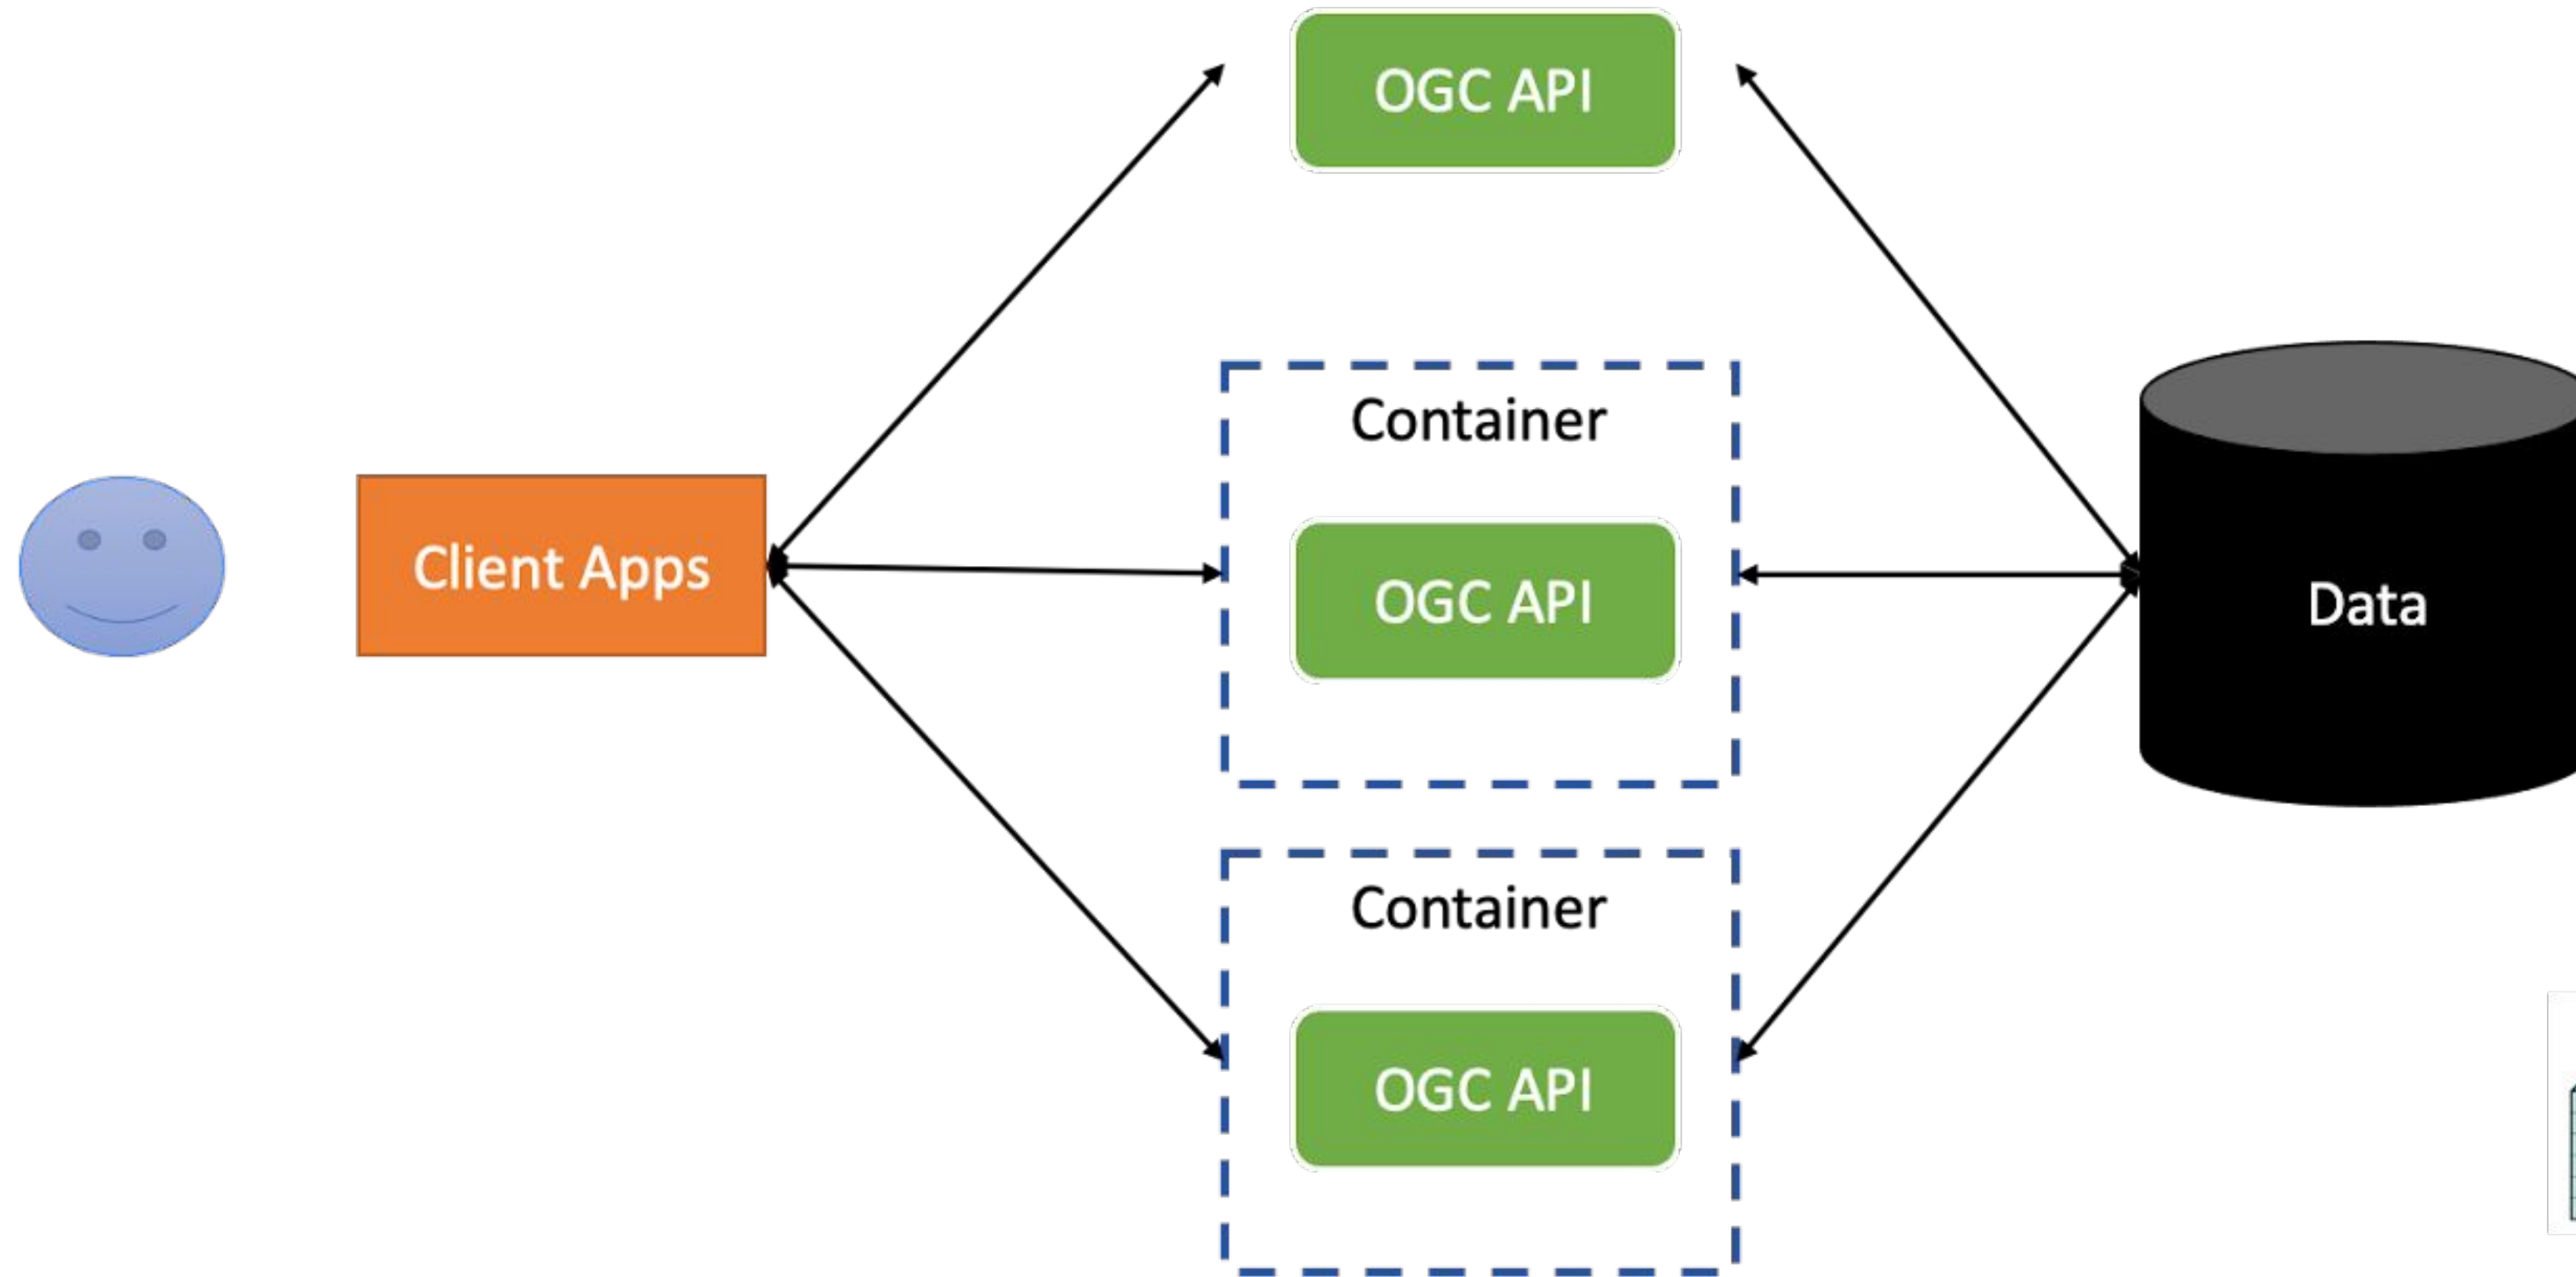 OGC API
Container
Client Apps
OGC API
Data
Container
OGC API